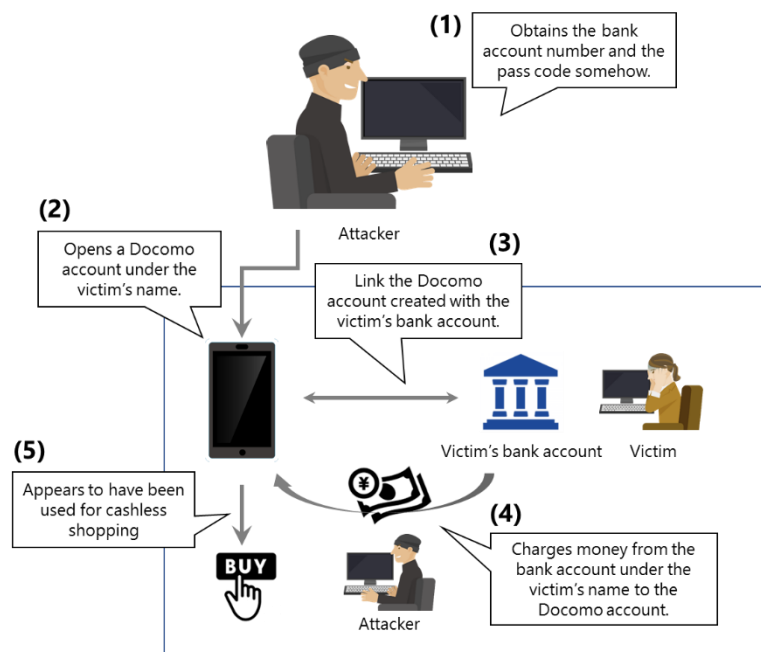 (1)
Obtains the bank
account number and the
pass code somehow.
Attacker
(2)
Opens a Docomo
account under the
victim's name.
(3)
Link the Docomo
account created with the
victim's bank account.
Victim's bank account
Victim
(5)
Appears to have been
used for cashless
shopping
¥
(4)
Charges money from the
bank account under the
victim's name to the
Docomo account.
BUY
Attacker